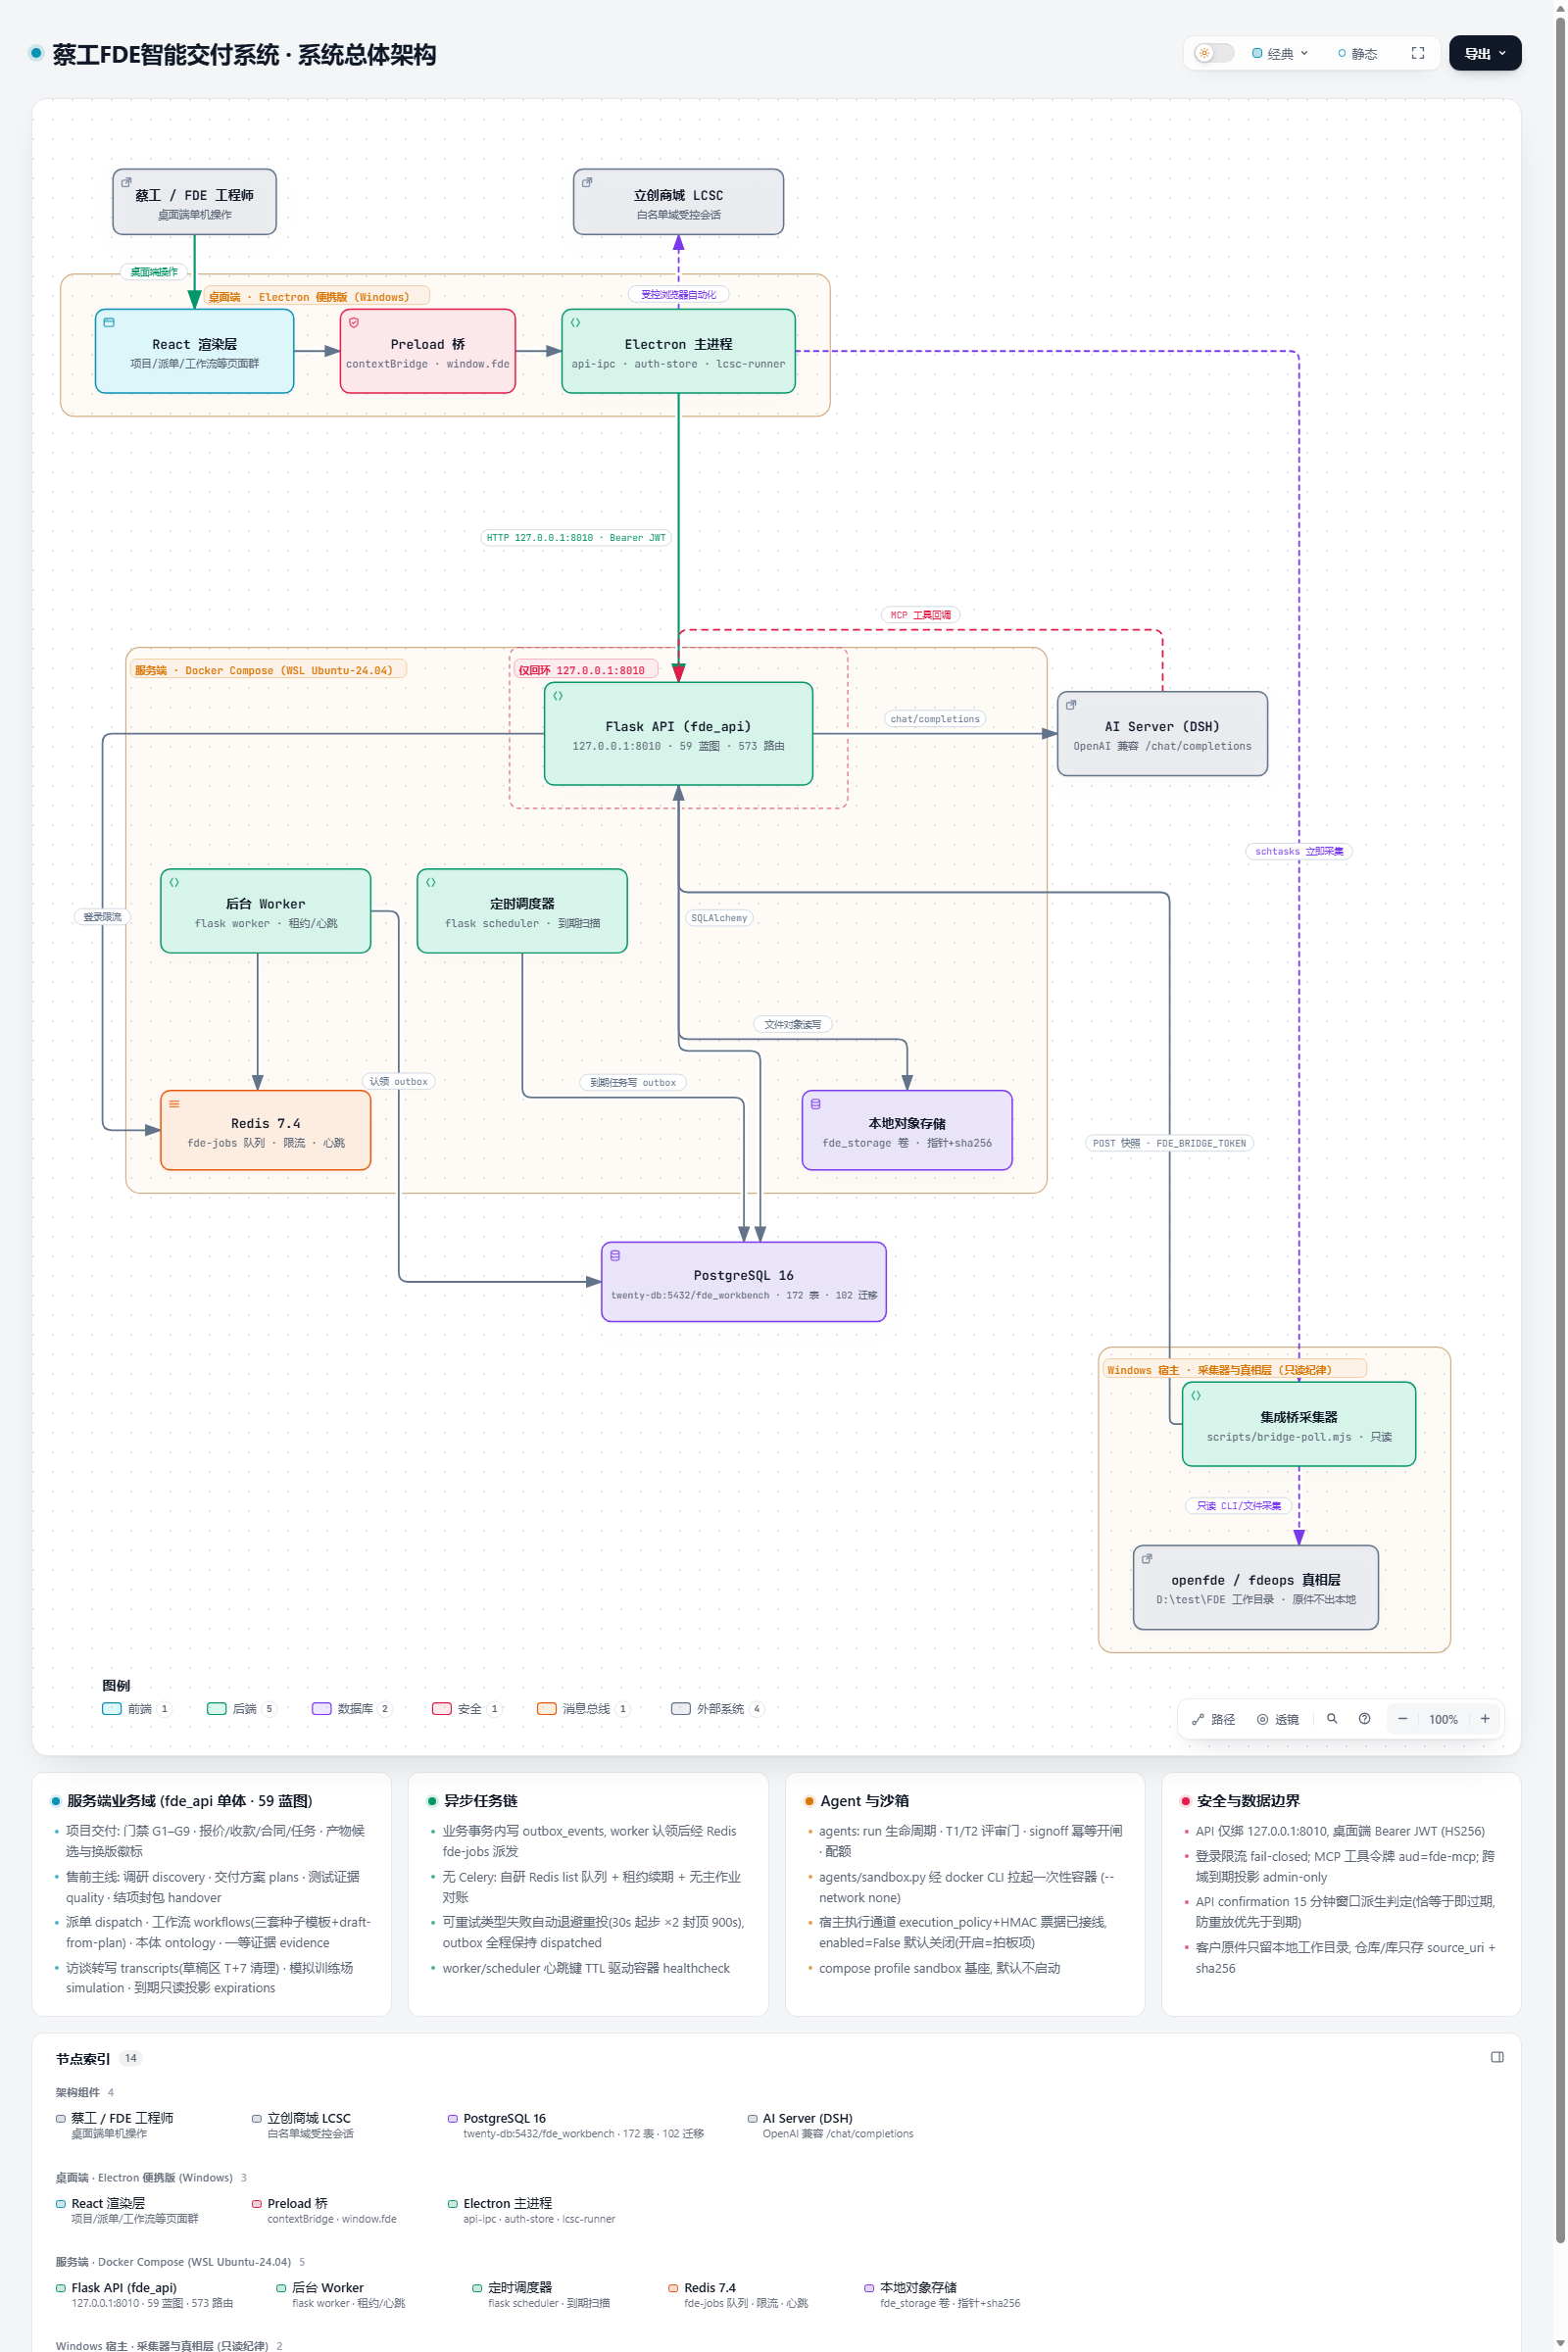 蔡工FDE智能交付系统 · 系统总体架构
经典
静态
导出
蔡工 / FDE 工程师
桌面端单机操作
立创商城 LCSC
白名单域受控会话
桌面端操作
受控浏览器自动化
桌面端 · Electron 便携版 (Windows)
React 渲染层
项目/派单/工作流等页面群
Preload 桥
contextBridge · window.fde
Electron 主进程
api-ipc · auth-store · lcsc-runner
HTTP 127.0.0.1:8010 · Bearer JWT
MCP 工具回调
服务端 · Docker Compose (WSL Ubuntu-24.04)
仅回环 127.0.0.1:8010
Flask API (fde_api)
127.0.0.1:8010 · 59 蓝图 · 573 路由
chat/completions
AI Server (DSH)
OpenAI 兼容 /chat/completions
schtasks 立即采集
后台 Worker
flask worker · 租约/心跳
定时调度器
flask scheduler · 到期扫描
登录限流
SQLAlchemy
文件对象读写
认领 outbox
到期任务写 outbox
Redis 7.4
fde-jobs 队列 · 限流 · 心跳
本地对象存储
fde_storage 卷 · 指针+sha256
POST 快照 · FDE_BRIDGE_TOKEN
PostgreSQL 16
twenty-db:5432/fde_workbench · 172 表 · 102 迁移
Windows 宿主 · 采集器与真相层 (只读纪律)
集成桥采集器
scripts/bridge-poll.mjs · 只读
只读 CLI/文件采集
openfde / fdeops 真相层
D:\test\FDE 工作目录 · 原件不出本地
图例
前端 1
后端 5
数据库 2
安全 1
消息总线 1
外部系统 4
路径
透镜
100%
服务端业务域 (fde_api 单体 · 59 蓝图)
项目交付: 门禁 G1–G9 · 报价/收款/合同/任务 · 产物候
选与换版徽标
售前主线: 调研 discovery · 交付方案 plans · 测试证据
quality · 结项封包 handover
派单 dispatch · 工作流 workflows(三套种子模板+draft-
from-plan) · 本体 ontology · 一等证据 evidence
访谈转写 transcripts(草稿区 T+7 清理) · 模拟训练场
simulation · 到期只读投影 expirations
异步任务链
业务事务内写 outbox_events, worker 认领后经 Redis
fde-jobs 派发
无 Celery: 自研 Redis list 队列 + 租约续期 + 无主作业
对账
可重试类型失败自动退避重投(30s 起步 ×2 封顶 900s),
outbox 全程保持 dispatched
worker/scheduler 心跳键 TTL 驱动容器 healthcheck
Agent 与沙箱
agents: run 生命周期 · T1/T2 评审门 · signoff 幂等开闸
· 配额
agents/sandbox.py 经 docker CLI 拉起一次性容器 (--
network none)
宿主执行通道 execution_policy+HMAC 票据已接线,
enabled=False 默认关闭(开启=拍板项)
compose profile sandbox 基座, 默认不启动
安全与数据边界
API 仅绑 127.0.0.1:8010, 桌面端 Bearer JWT (HS256)
登录限流 fail-closed; MCP 工具令牌 aud=fde-mcp; 跨
域到期投影 admin-only
API confirmation 15 分钟窗口派生判定(恰等于即过期,
防重放优先于到期)
客户原件只留本地工作目录, 仓库/库只存 source_uri +
sha256
节点索引 14
架构组件 4
蔡工 / FDE 工程师
桌面端单机操作
立创商城 LCSC
白名单域受控会话
PostgreSQL 16
twenty-db:5432/fde_workbench · 172 表 · 102 迁移
AI Server (DSH)
OpenAI 兼容 /chat/completions
桌面端 · Electron 便携版 (Windows) 3
React 渲染层
项目/派单/工作流等页面群
Preload 桥
contextBridge · window.fde
Electron 主进程
api-ipc · auth-store · lcsc-runner
服务端 · Docker Compose (WSL Ubuntu-24.04) 5
Flask API (fde_api)
127.0.0.1:8010 · 59 蓝图 · 573 路由
后台 Worker
flask worker · 租约/心跳
定时调度器
flask scheduler · 到期扫描
Redis 7.4
fde-jobs 队列 · 限流 · 心跳
本地对象存储
fde_storage 卷 · 指针+sha256
Windows 宿主 · 采集器与真相层 (只读纪律) 2